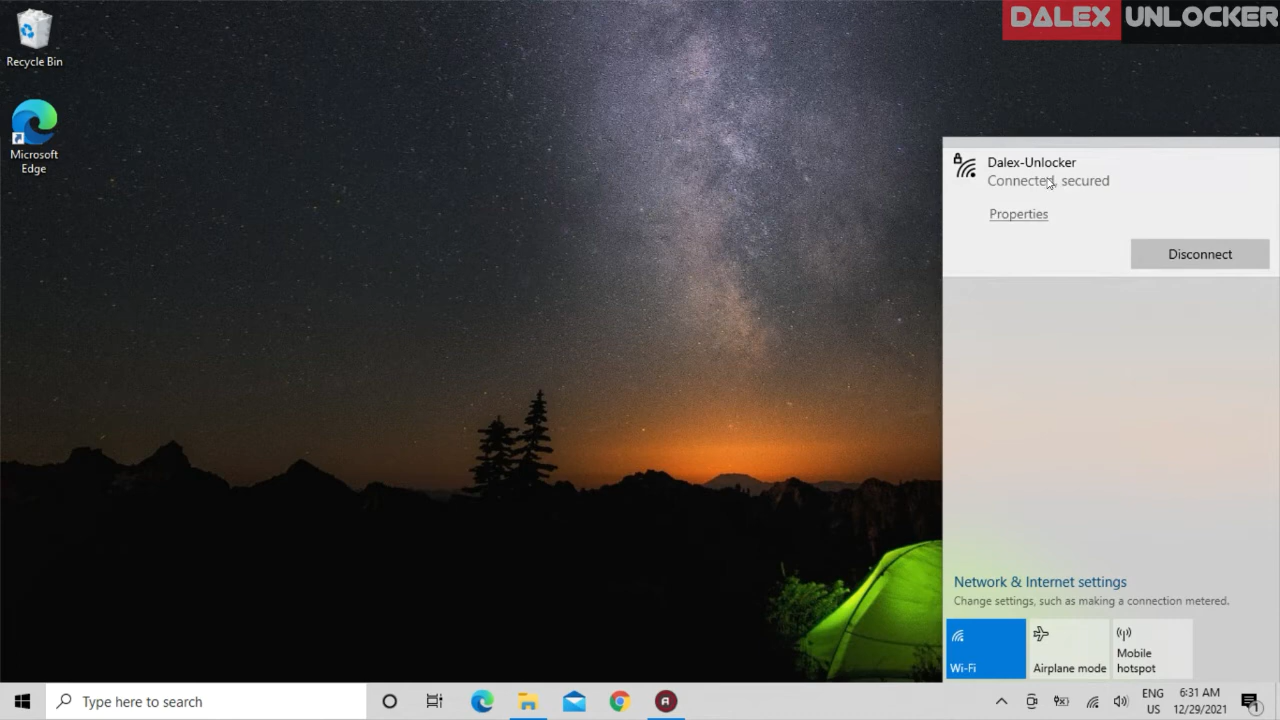 DALEX UNLOCKER
Recycle Bin
Microsoft
Edge
Dalex-Unlocker
Connected, secured
Properties
Disconnect
Network & Internet settings
Change settings, such as making a connection metered.
Wi-Fi
Airplane mode
Mobile
hotspot
Type here to search
ENG
US
6:31 AM
12/29/2021
1